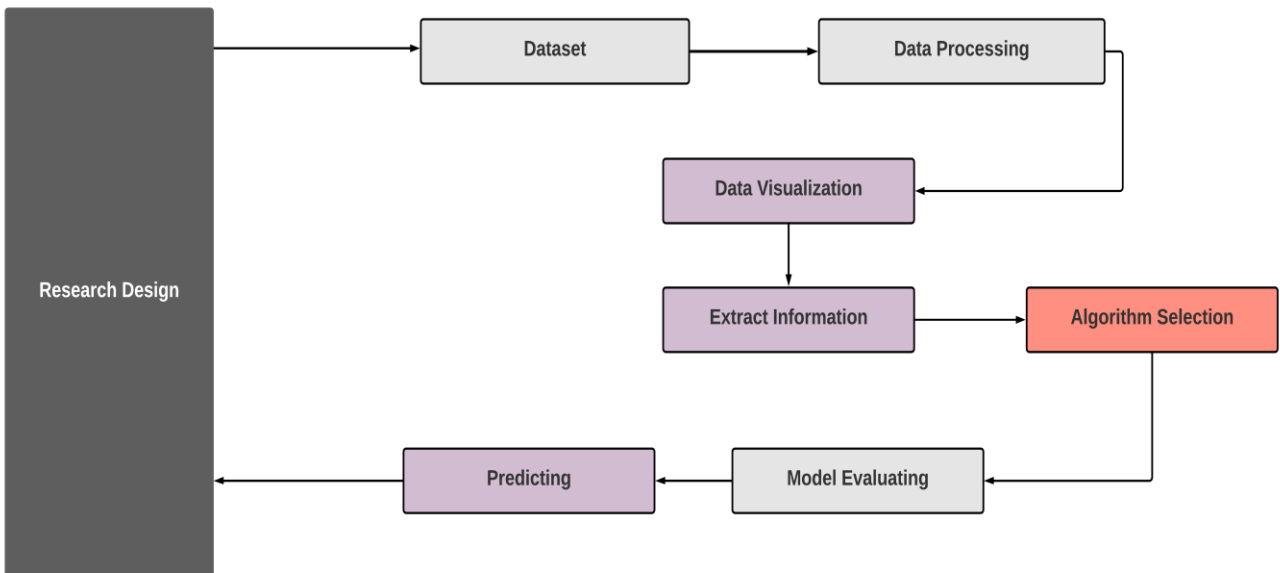 Research Design
Dataset
Data Processing
Data Visualization
Extract Information
Algorithm Selection
Model Evaluating
Predicting